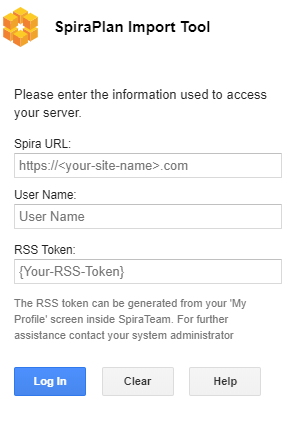 SpiraPlan Import Tool
Please enter the information used to access
your server.
Spira URL:
https://<your-site-name>.com
User Name:
User Name
RSS Token:
{Your-RSS-Token}
The RSS token can be generated from your 'My
Profile' screen inside SpiraTeam. For further
assistance contact your system administrator
Log In Clear Help